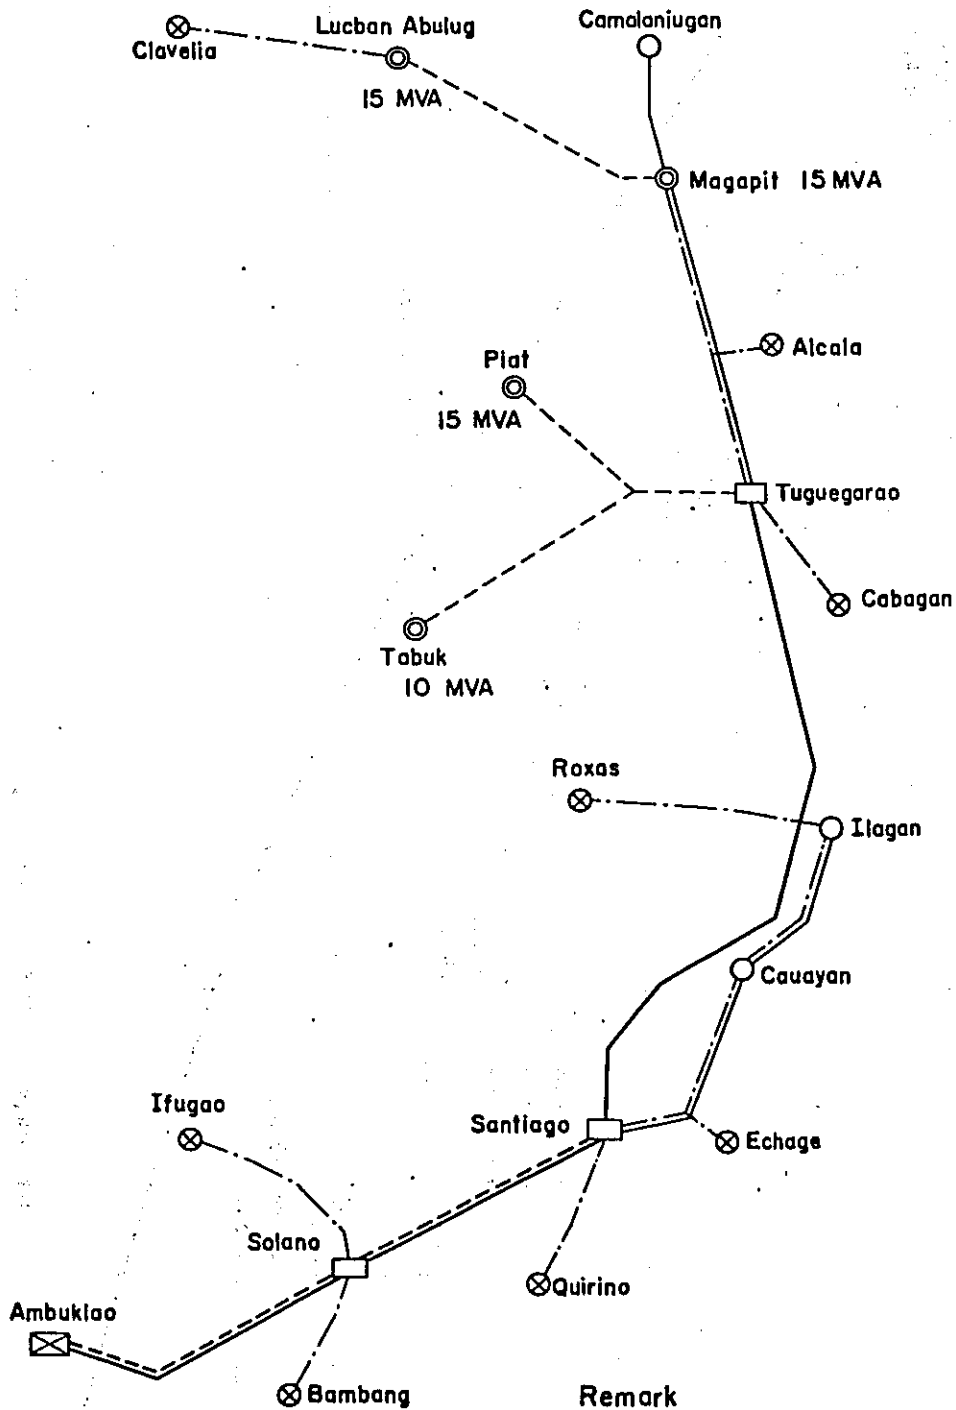 Camalaniugan
Lucban Abulug
Clavelia
15 MVA
Magapit 15 MVA
Alcala
Piat
15 MVA
Tuguegarao
Cabagan
Tabuk
10 MVA
Roxas
Ilagan
Cauayan
Ifugao
Santiago
Echage
Solano
Quirino
Ambuklao
Bambang
Remark